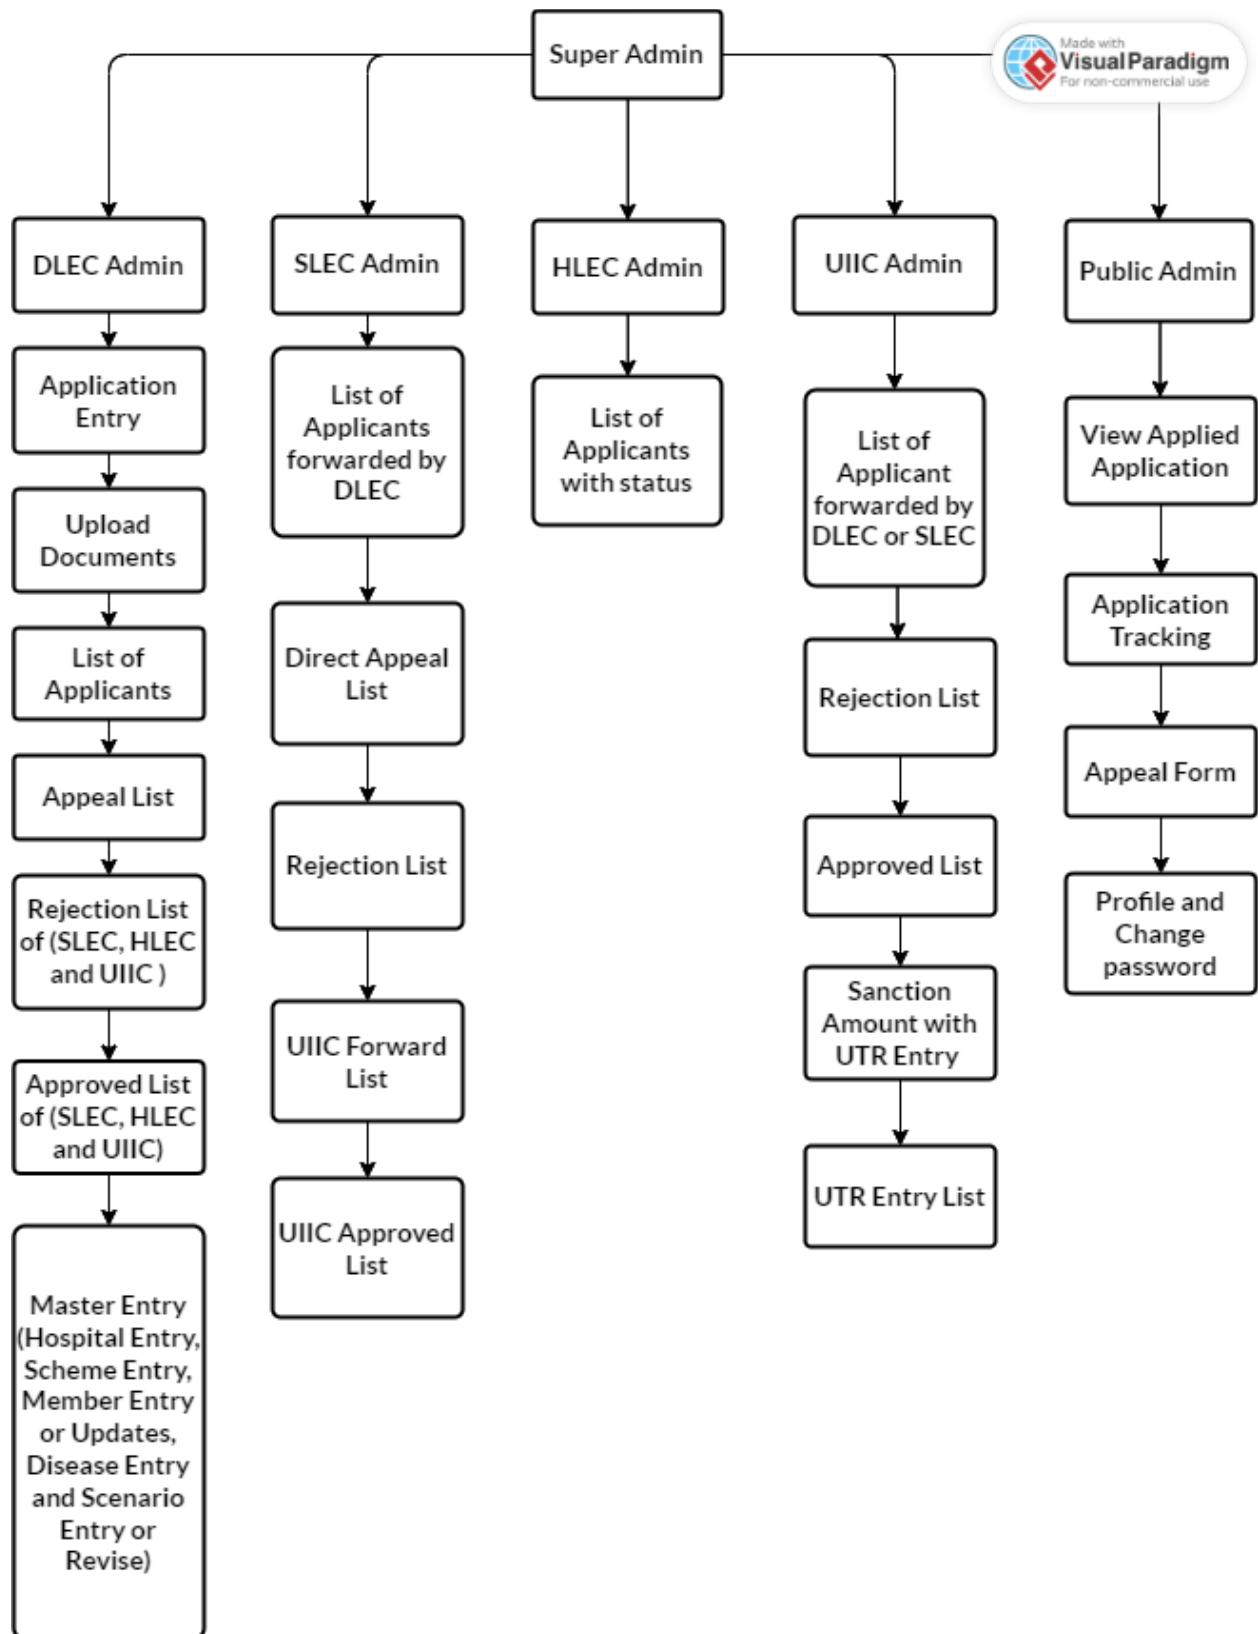 Super Admin
Made with
Visual Paradigm
For non-commercial use
DLEC Admin
Application
Entry
Upload
Documents
List of
Applicants
Appeal List
Rejection List
of (SLEC, HLEC
and UIIC )
Approved List
of (SLEC, HLEC
and UIIC)
Master Entry
(Hospital Entry,
Scheme Entry,
Member Entry
or Updates,
Disease Entry
and Scenario
Entry or
Revise)
SLEC Admin
List of
Applicants
forwarded by
DLEC
Direct Appeal
List
Rejection List
UIIC Forward
List
UIIC Approved
List
HLEC Admin
List of
Applicants
with status
UIIC Admin
List of
Applicant
forwarded by
DLEC or SLEC
Rejection List
Approved List
Sanction
Amount with
UTR Entry
UTR Entry List
Public Admin
View Applied
Application
Application
Tracking
Appeal Form
Profile and
Change
password